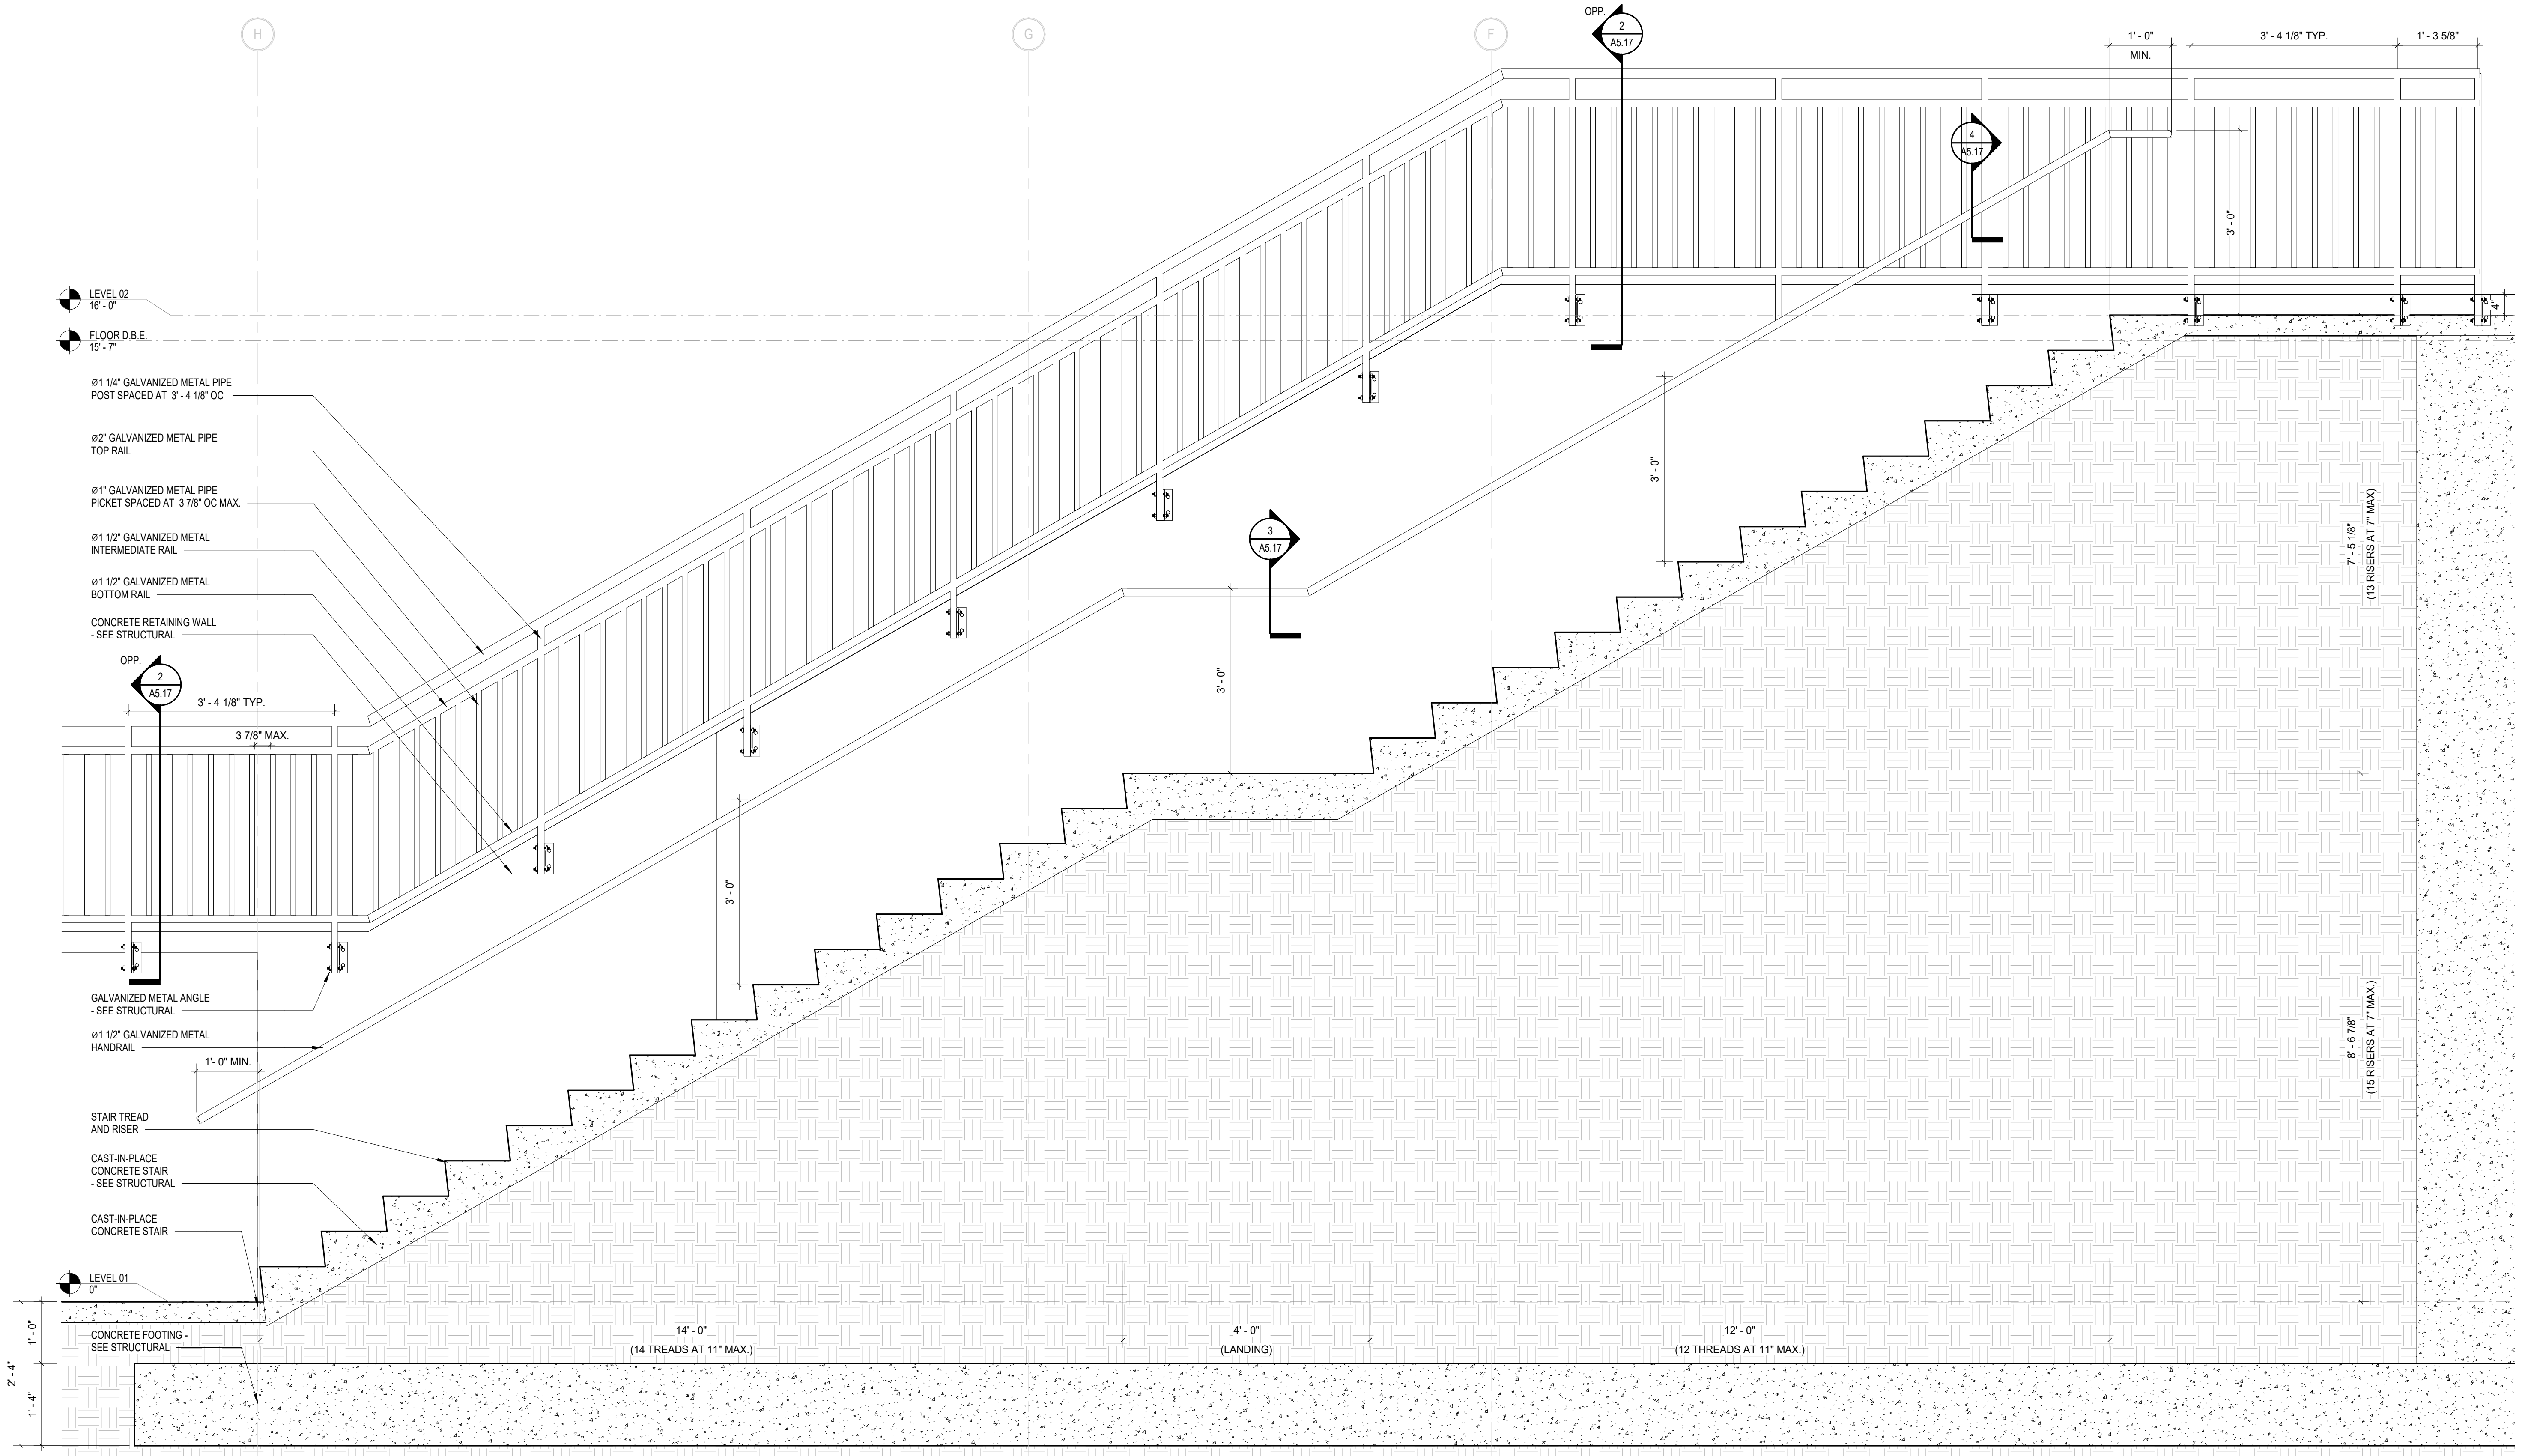 H
G
F
OPP.
2
A5.17
1' - 0"
MIN.
3' - 4 1/8" TYP.
1' - 3 5/8"
4
A5.17
3' - 0"
4"
LEVEL 02
16' - 0"
FLOOR D.B.E.
15' - 7"
Ø1 1/4" GALVANIZED METAL PIPE
POST SPACED AT 3' - 4 1/8" OC
Ø2" GALVANIZED METAL PIPE
TOP RAIL
Ø1" GALVANIZED METAL PIPE
PICKET SPACED AT 3 7/8" OC MAX.
Ø1 1/2" GALVANIZED METAL
INTERMEDIATE RAIL
Ø1 1/2" GALVANIZED METAL
BOTTOM RAIL
CONCRETE RETAINING WALL
- SEE STRUCTURAL
3' - 0"
7' - 5 1/8"
(13 RISERS AT 7" MAX)
3
A5.17
OPP.
2
A5.17
3' - 4 1/8" TYP.
3 7/8" MAX.
3' - 0"
3' - 0"
GALVANIZED METAL ANGLE
- SEE STRUCTURAL
Ø1 1/2" GALVANIZED METAL
HANDRAIL
1'- 0" MIN.
8' - 6 7/8"
(15 RISERS AT 7" MAX.)
STAIR TREAD
AND RISER
CAST-IN-PLACE
CONCRETE STAIR
- SEE STRUCTURAL
CAST-IN-PLACE
CONCRETE STAIR
LEVEL 01
0"
CONCRETE FOOTING -
SEE STRUCTURAL
1' - 0"
2' - 4"
1' - 4"
14' - 0"
(14 TREADS AT 11" MAX.)
4' - 0"
(LANDING)
12' - 0"
(12 THREADS AT 11" MAX.)